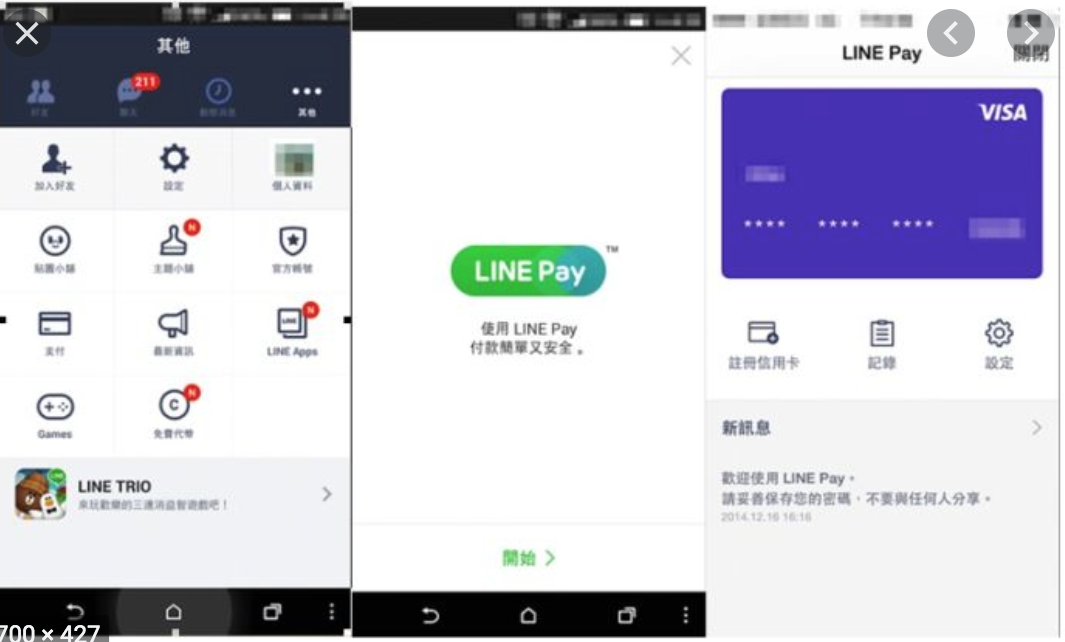 其他
211
好友
聊天
動態消息
其他
加入好友
設定
個人資料
N
貼圖小舖
主題小舖
官方帳號
N
LINE
支付
最新資訊
LINE Apps
N
C
Games
免費代幣
LINE TRIO
來玩歡樂的三連消益智遊戲吧！
700 × 427
LINE Pay
TM
使用 LINE Pay
付款簡單又安全。
開始
LINE Pay
關閉
VISA
**** **** ****
註冊信用卡
記錄
設定
新訊息
歡迎使用 LINE Pay。
請妥善保存您的密碼，不要與任何人分享。
2014.12.16 16:16